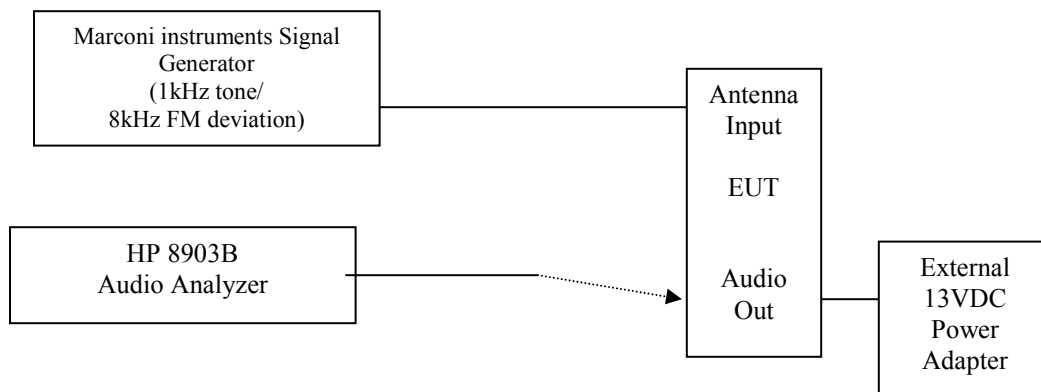 Marconi instruments Signal
Generator
(1kHz tone/
8kHz FM deviation)
Antenna
Input
EUT
Audio
Out
HP 8903B
Audio Analyzer
External
13VDC
Power
Adapter